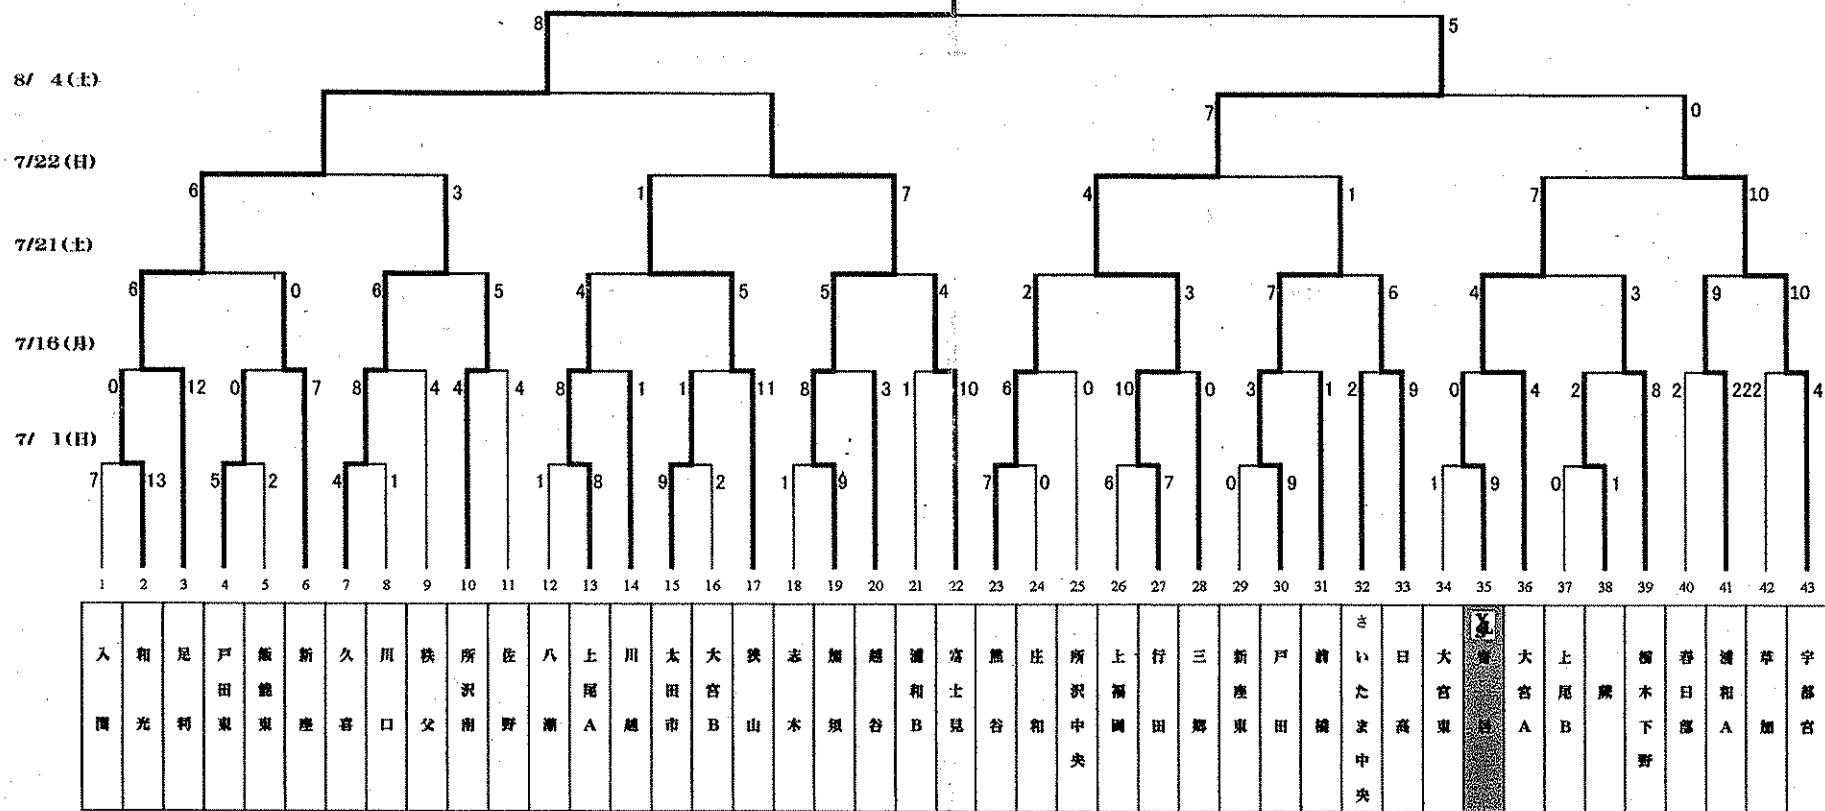 8 5
8/ 4(土)
7 0
7/22(日)
6 3 1 7 4 1 7 10
7/21(土)
6 0 6 5 4 5 5 4 2 3 7 6 4 3 9 10
7/16(月)
0 12 0 7 8 4 4 4 8 1 1 11 8 3 1 10 6 0 10 0 3 1 2 9 0 4 2 8 2 222 4
7/ 1(日)
7 13 5 2 4 1 1 8 9 2 1 9 7 0 6 7 0 9 1 9 0 1
1 2 3 4 5 6 7 8 9 10 11 12 13 14 15 16 17 18 19 20 21 22 23 24 25 26 27 28 29 30 31 32 33 34 35 36 37 38 39 40 41 42 43
入間
和光
足利
戸田東
飯能東
新座
久喜
川口
秩父
所沢南
佐野
八潮
上尾A
川越
太田市
大宮B
狭山
志木
加須
越谷
浦和B
富士見
熊谷
庄和
所沢中央
上福岡
行田
三郷
新座東
戸田
前橋
さいたま中央
日高
大宮東
大宮A
上尾B
蕨
栃木下野
春日部
浦和A
草加
宇都宮